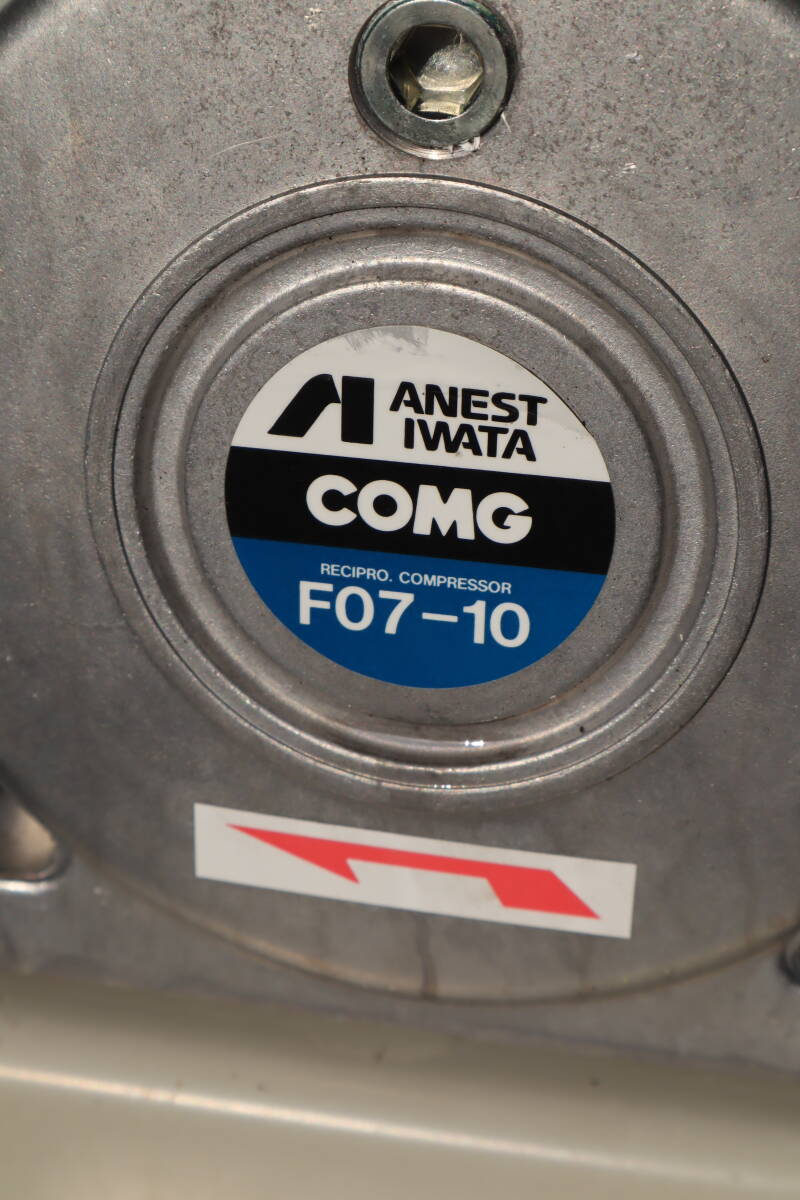 ANEST
IWATA
COMG
RECIPRO. COMPRESSOR
F07-10